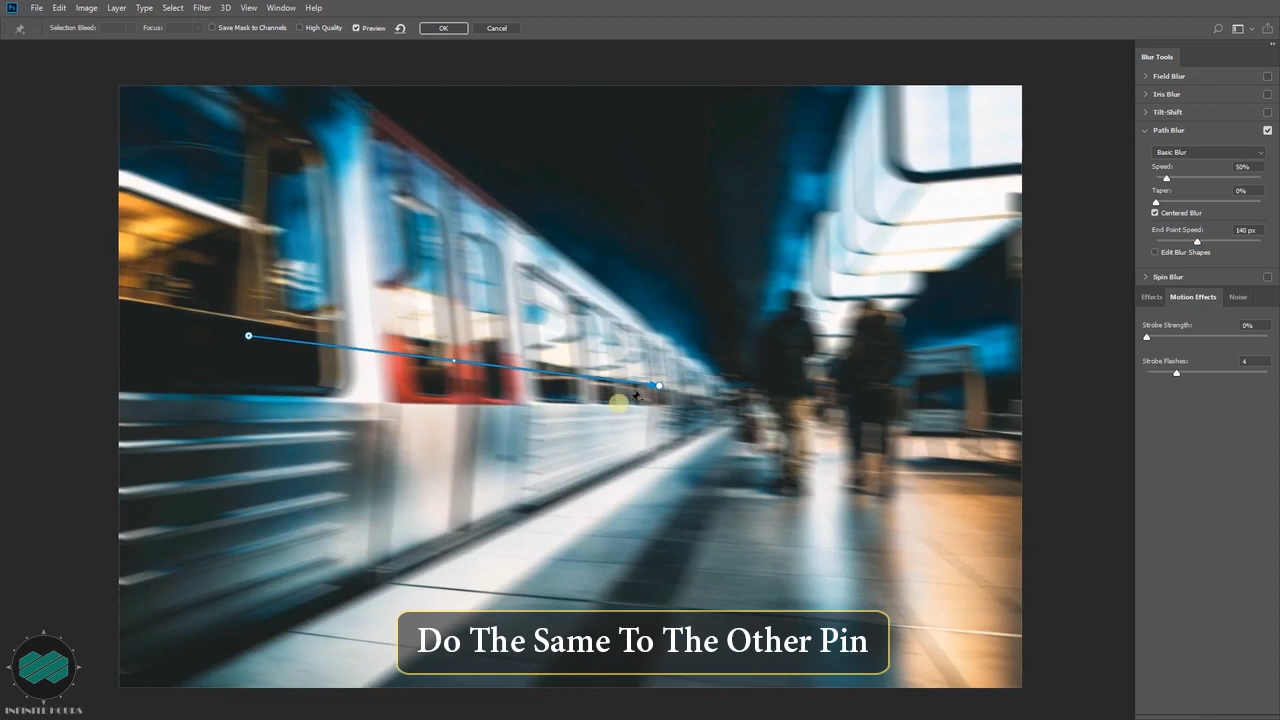 Ps File Edit Image Layer Type Select Filter 3D View Window Help
Selection Bleed: Focus: Save Mask to Channels High Quality Preview OK Cancel
Blur Tools
Field Blur
Iris Blur
Tilt-Shift
Path Blur
Basic Blur
Speed: 50%
Taper: 0%
Centered Blur
End Point Speed: 140 px
Edit Blur Shapes
Spin Blur
Effects Motion Effects Noise
Strobe Strength: 0%
Strobe Flashes: 4
Do The Same To The Other Pin
INFINITE HOURS